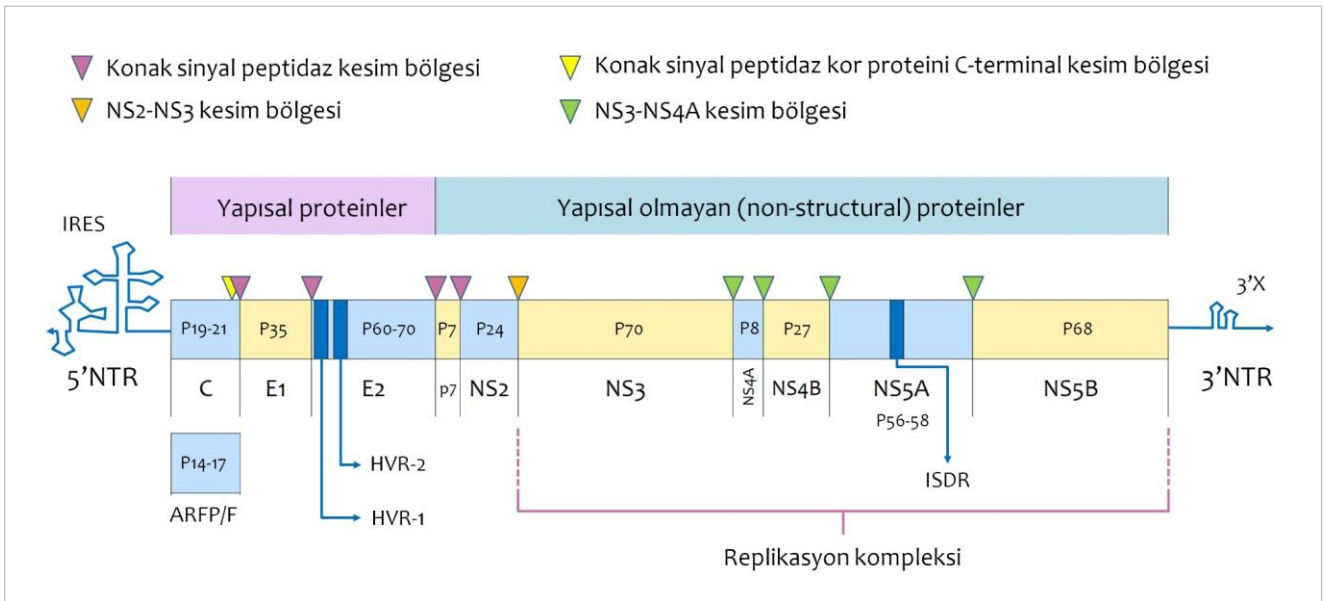 Konak sinyal peptidaz kesim bölgesi
Konak sinyal peptidaz kor proteini C-terminal kesim bölgesi
NS2-NS3 kesim bölgesi
NS3-NS4A kesim bölgesi
Yapısal proteinler
Yapısal olmayan (non-structural) proteinler
IRES
3'X
P19-21
P35
P60-70
P7
P24
P70
P8
P27
P68
5'NTR
C
E1
E2
p7
NS2
NS3
NS4A
NS4B
NS5A
NS5B
3'NTR
P56-58
P14-17
HVR-2
ISDR
ARFP/F
HVR-1
Replikasyon kompleksi